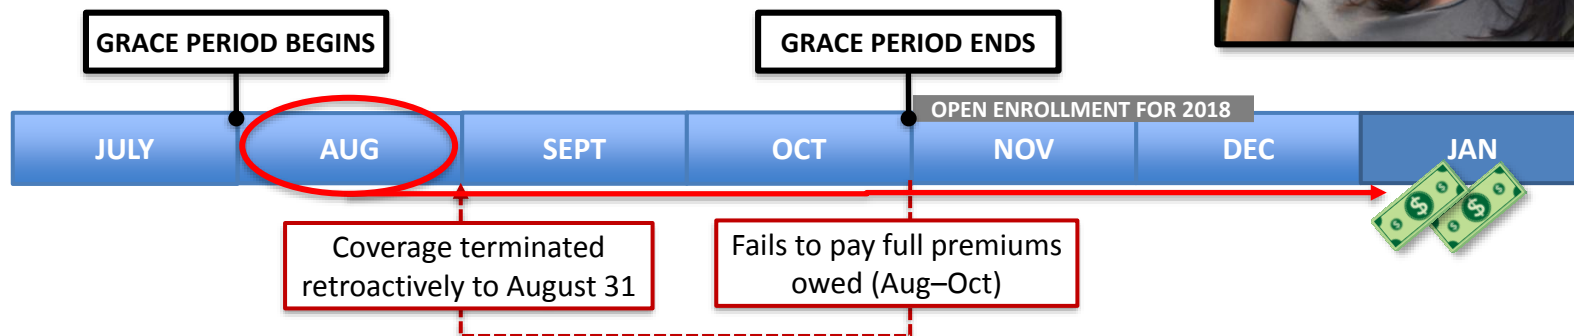 GRACE PERIOD BEGINS
GRACE PERIOD ENDS
OPEN ENROLLMENT FOR 2018
JULY
AUG
SEPT
OCT
NOV
DEC
JAN
Coverage terminated
retroactively to August 31
Fails to pay full premiums
owed (Aug–Oct)